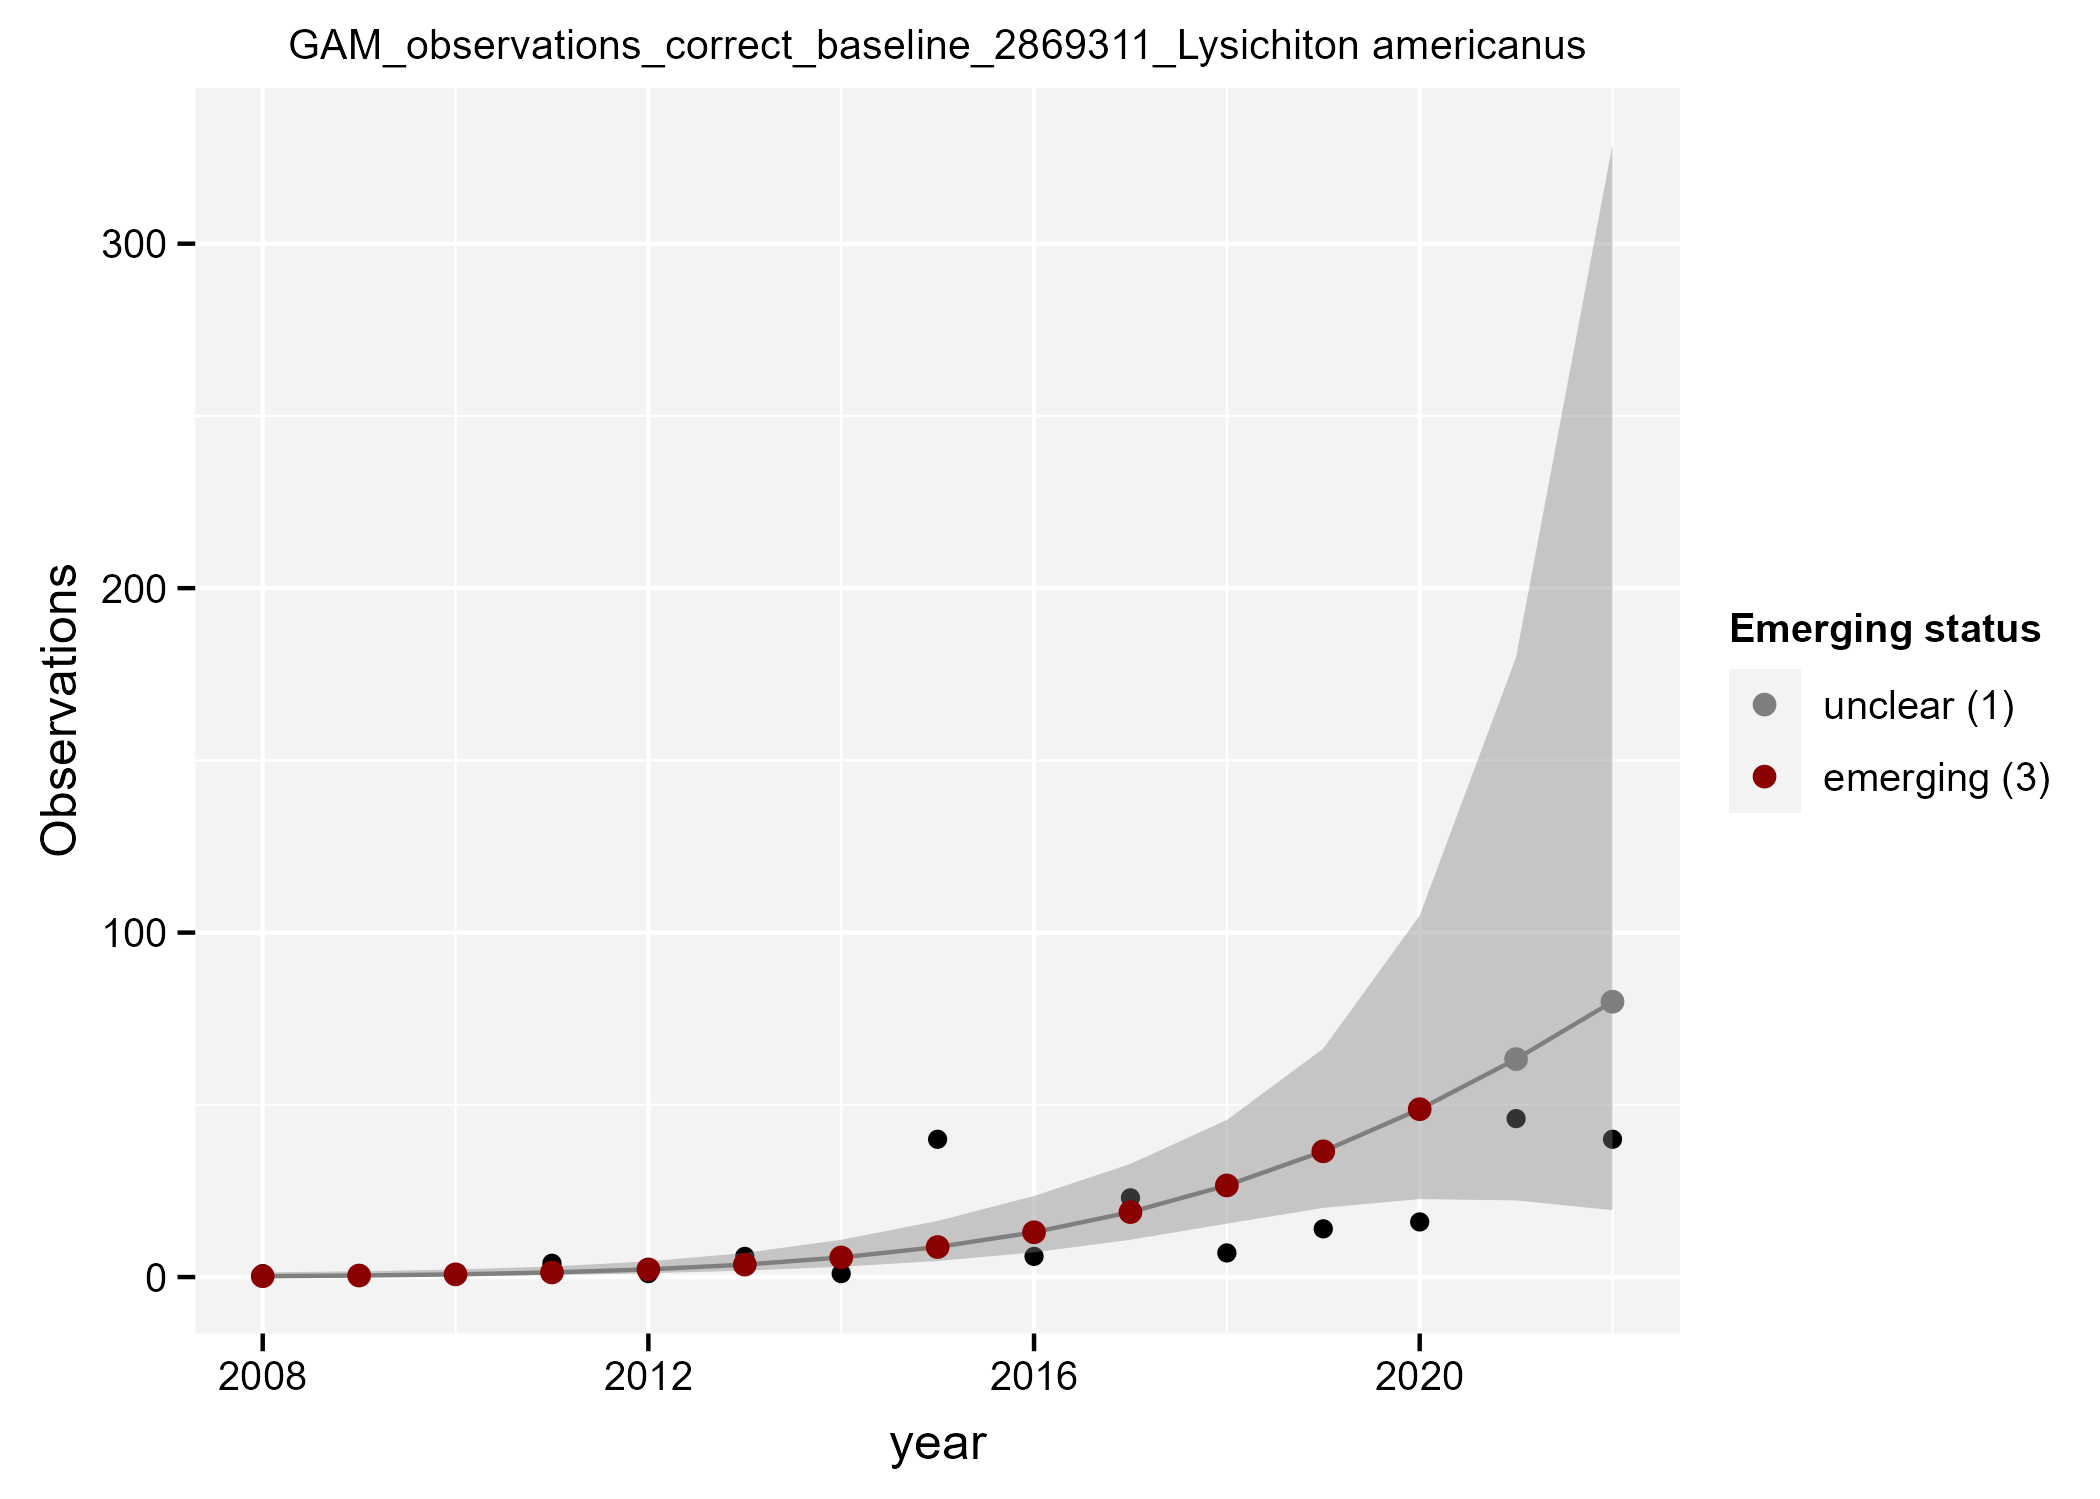 GAM_observations_correct_baseline_2869311_Lysichiton americanus
Observations
300
200
100
0
2008
2012
2016
2020
year
Emerging status
unclear (1)
emerging (3)